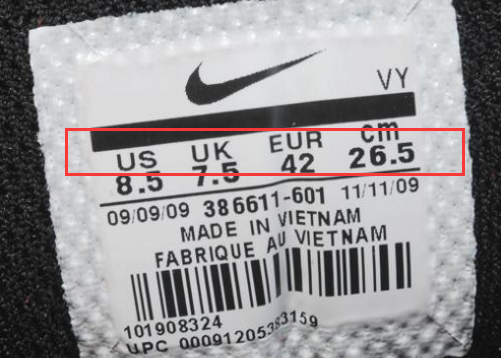 VY
US UK EUR cm
8.5 7.5 42 26.5
09/09/09 386611-601 11/11/09
MADE IN VIETNAM
FABRIQUE AU VIETNAM
101908324
UPC 00091205383159